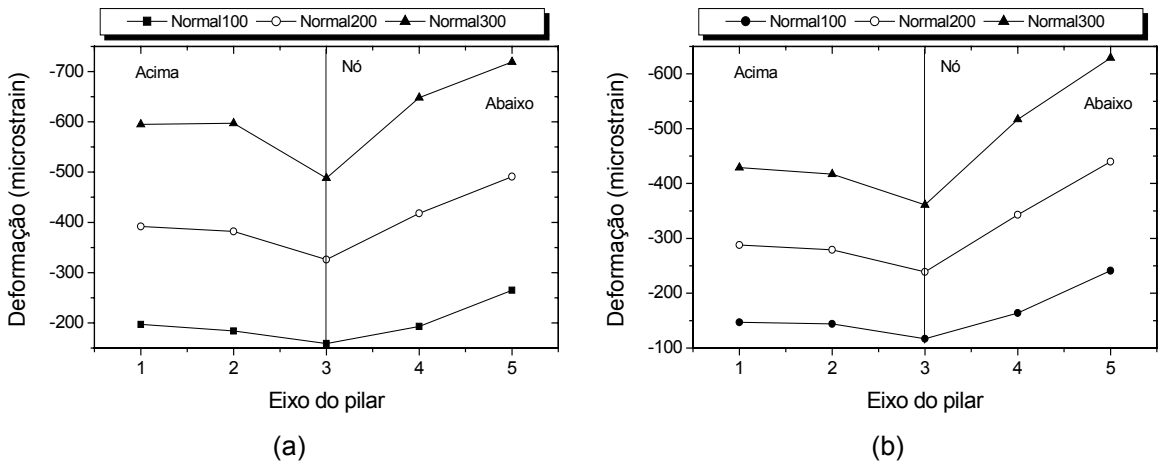 Normal100 Normal200 Normal300
Deformação (microstrain)
-700
-600
-500
-400
-300
-200
Acima
Nó
Abaixo
1 2 3 4 5
Eixo do pilar
(a)
Normal100 Normal200 Normal300
Deformação (microstrain)
-600
-500
-400
-300
-200
-100
Acima
Nó
Abaixo
1 2 3 4 5
Eixo do pilar
(b)